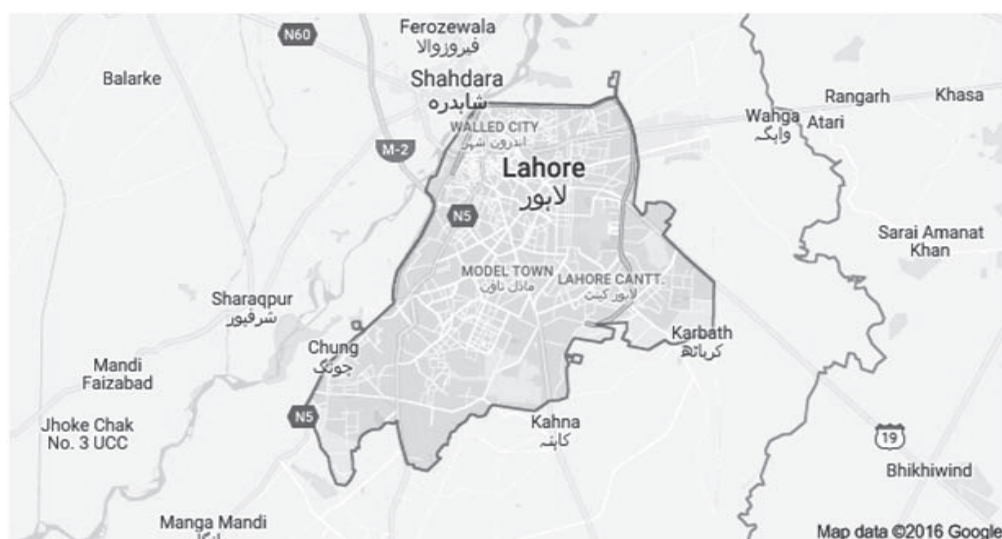 N60
Ferozewala
فیروزوالا
Balarke
Shahdara
شاہدرہ
Rangarh
Khasa
Wahga
واہگہ
Atari
WALLED CITY
اندرون شہر
M-2
Lahore
لاہور
N5
Sarai Amanat
Khan
MODEL TOWN
ماڈل ٹاؤن
LAHORE CANTT.
لاہور کینٹ
Sharaqpur
شرقپور
Karbath
کرباٹھ
Chung
چونگ
Mandi
Faizabad
N5
Jhoke Chak
No. 3 UCC
Kahna
کاہنہ
19
Bhikhiwind
Manga Mandi
Map data ©2016 Google